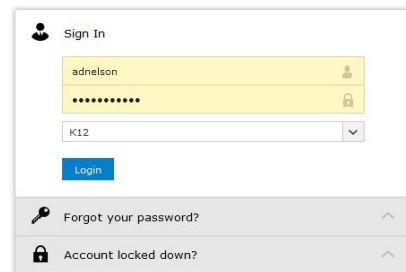 Sign In
adnelson
•••••••••••
K12
Login
Forgot your password?
Account locked down?